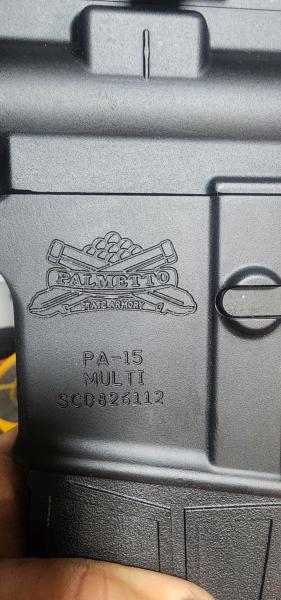 PALMETTO
STATE ARMORY
PA-15
MULTI
SCD826112